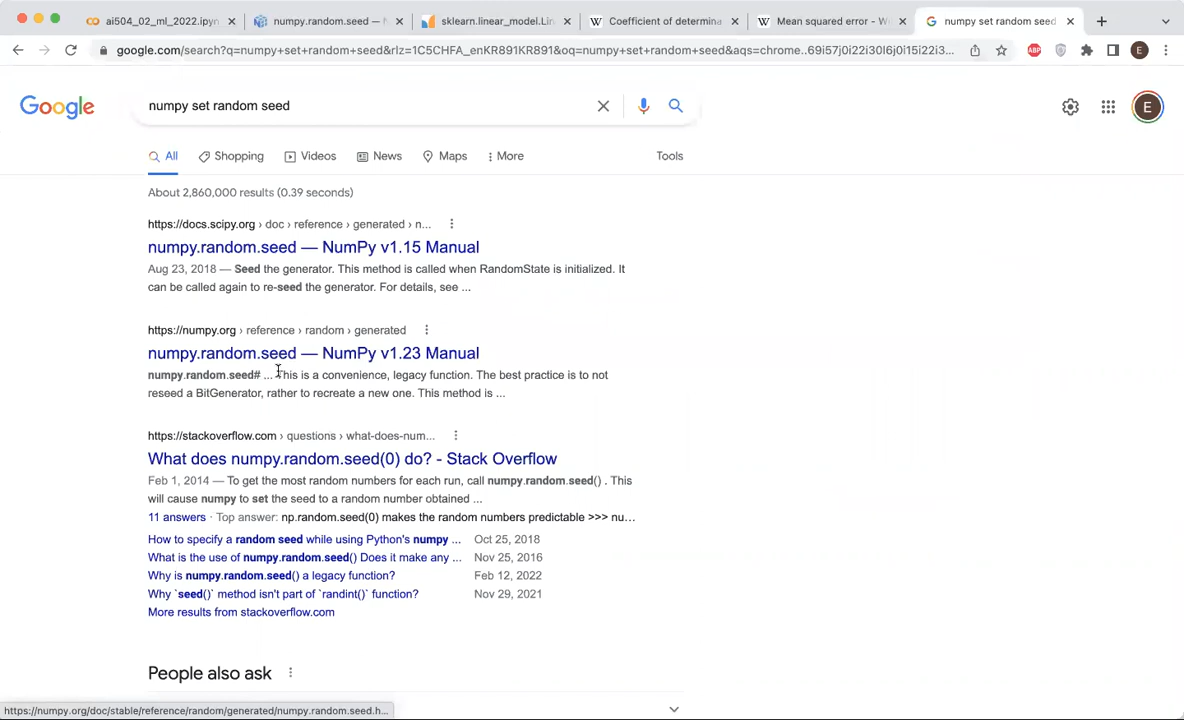 ai504_02_ml_2022.ipyn
numpy.random.seed — N
sklearn.linear_model.Lin
Coefficient of determina
Mean squared error - W
numpy set random seed
google.com/search?q=numpy+set+random+seed&rlz=1C5CHFA_enKR891KR891&oq=numpy+set+random+seed&aqs=chrome..69i57j0i22i30l6j0i15i22i3...
ABP
E
Google
numpy set random seed
E
All
Shopping
Videos
News
Maps
More
Tools
About 2,860,000 results (0.39 seconds)
https://docs.scipy.org › doc › reference › generated › n...
numpy.random.seed — NumPy v1.15 Manual
Aug 23, 2018 — Seed the generator. This method is called when RandomState is initialized. It
can be called again to re-seed the generator. For details, see ...
https://numpy.org › reference › random › generated
numpy.random.seed — NumPy v1.23 Manual
numpy.random.seed# ... This is a convenience, legacy function. The best practice is to not
reseed a BitGenerator, rather to recreate a new one. This method is ...
https://stackoverflow.com › questions › what-does-num...
What does numpy.random.seed(0) do? - Stack Overflow
Feb 1, 2014 — To get the most random numbers for each run, call numpy.random.seed() . This
will cause numpy to set the seed to a random number obtained ...
11 answers · Top answer: np.random.seed(0) makes the random numbers predictable >>> nu...
How to specify a random seed while using Python's numpy ... Oct 25, 2018
What is the use of numpy.random.seed() Does it make any ... Nov 25, 2016
Why is numpy.random.seed() a legacy function? Feb 12, 2022
Why `seed()` method isn't part of `randint()` function? Nov 29, 2021
More results from stackoverflow.com
People also ask
https://numpy.org/doc/stable/reference/random/generated/numpy.random.seed.h...